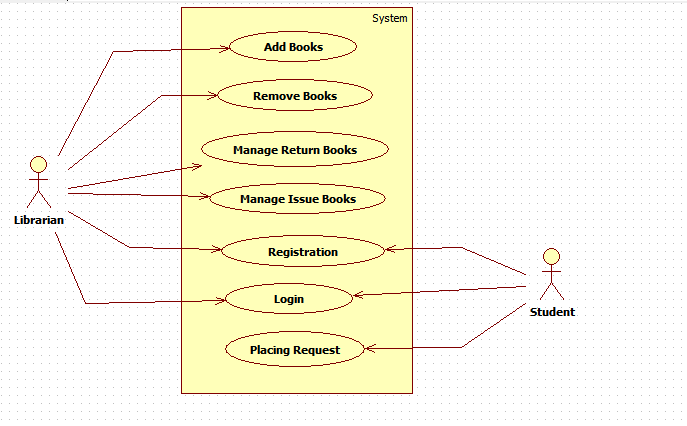 System
Add Books
Remove Books
Manage Return Books
Manage Issue Books
Librarian
Registration
Login
Student
Placing Request